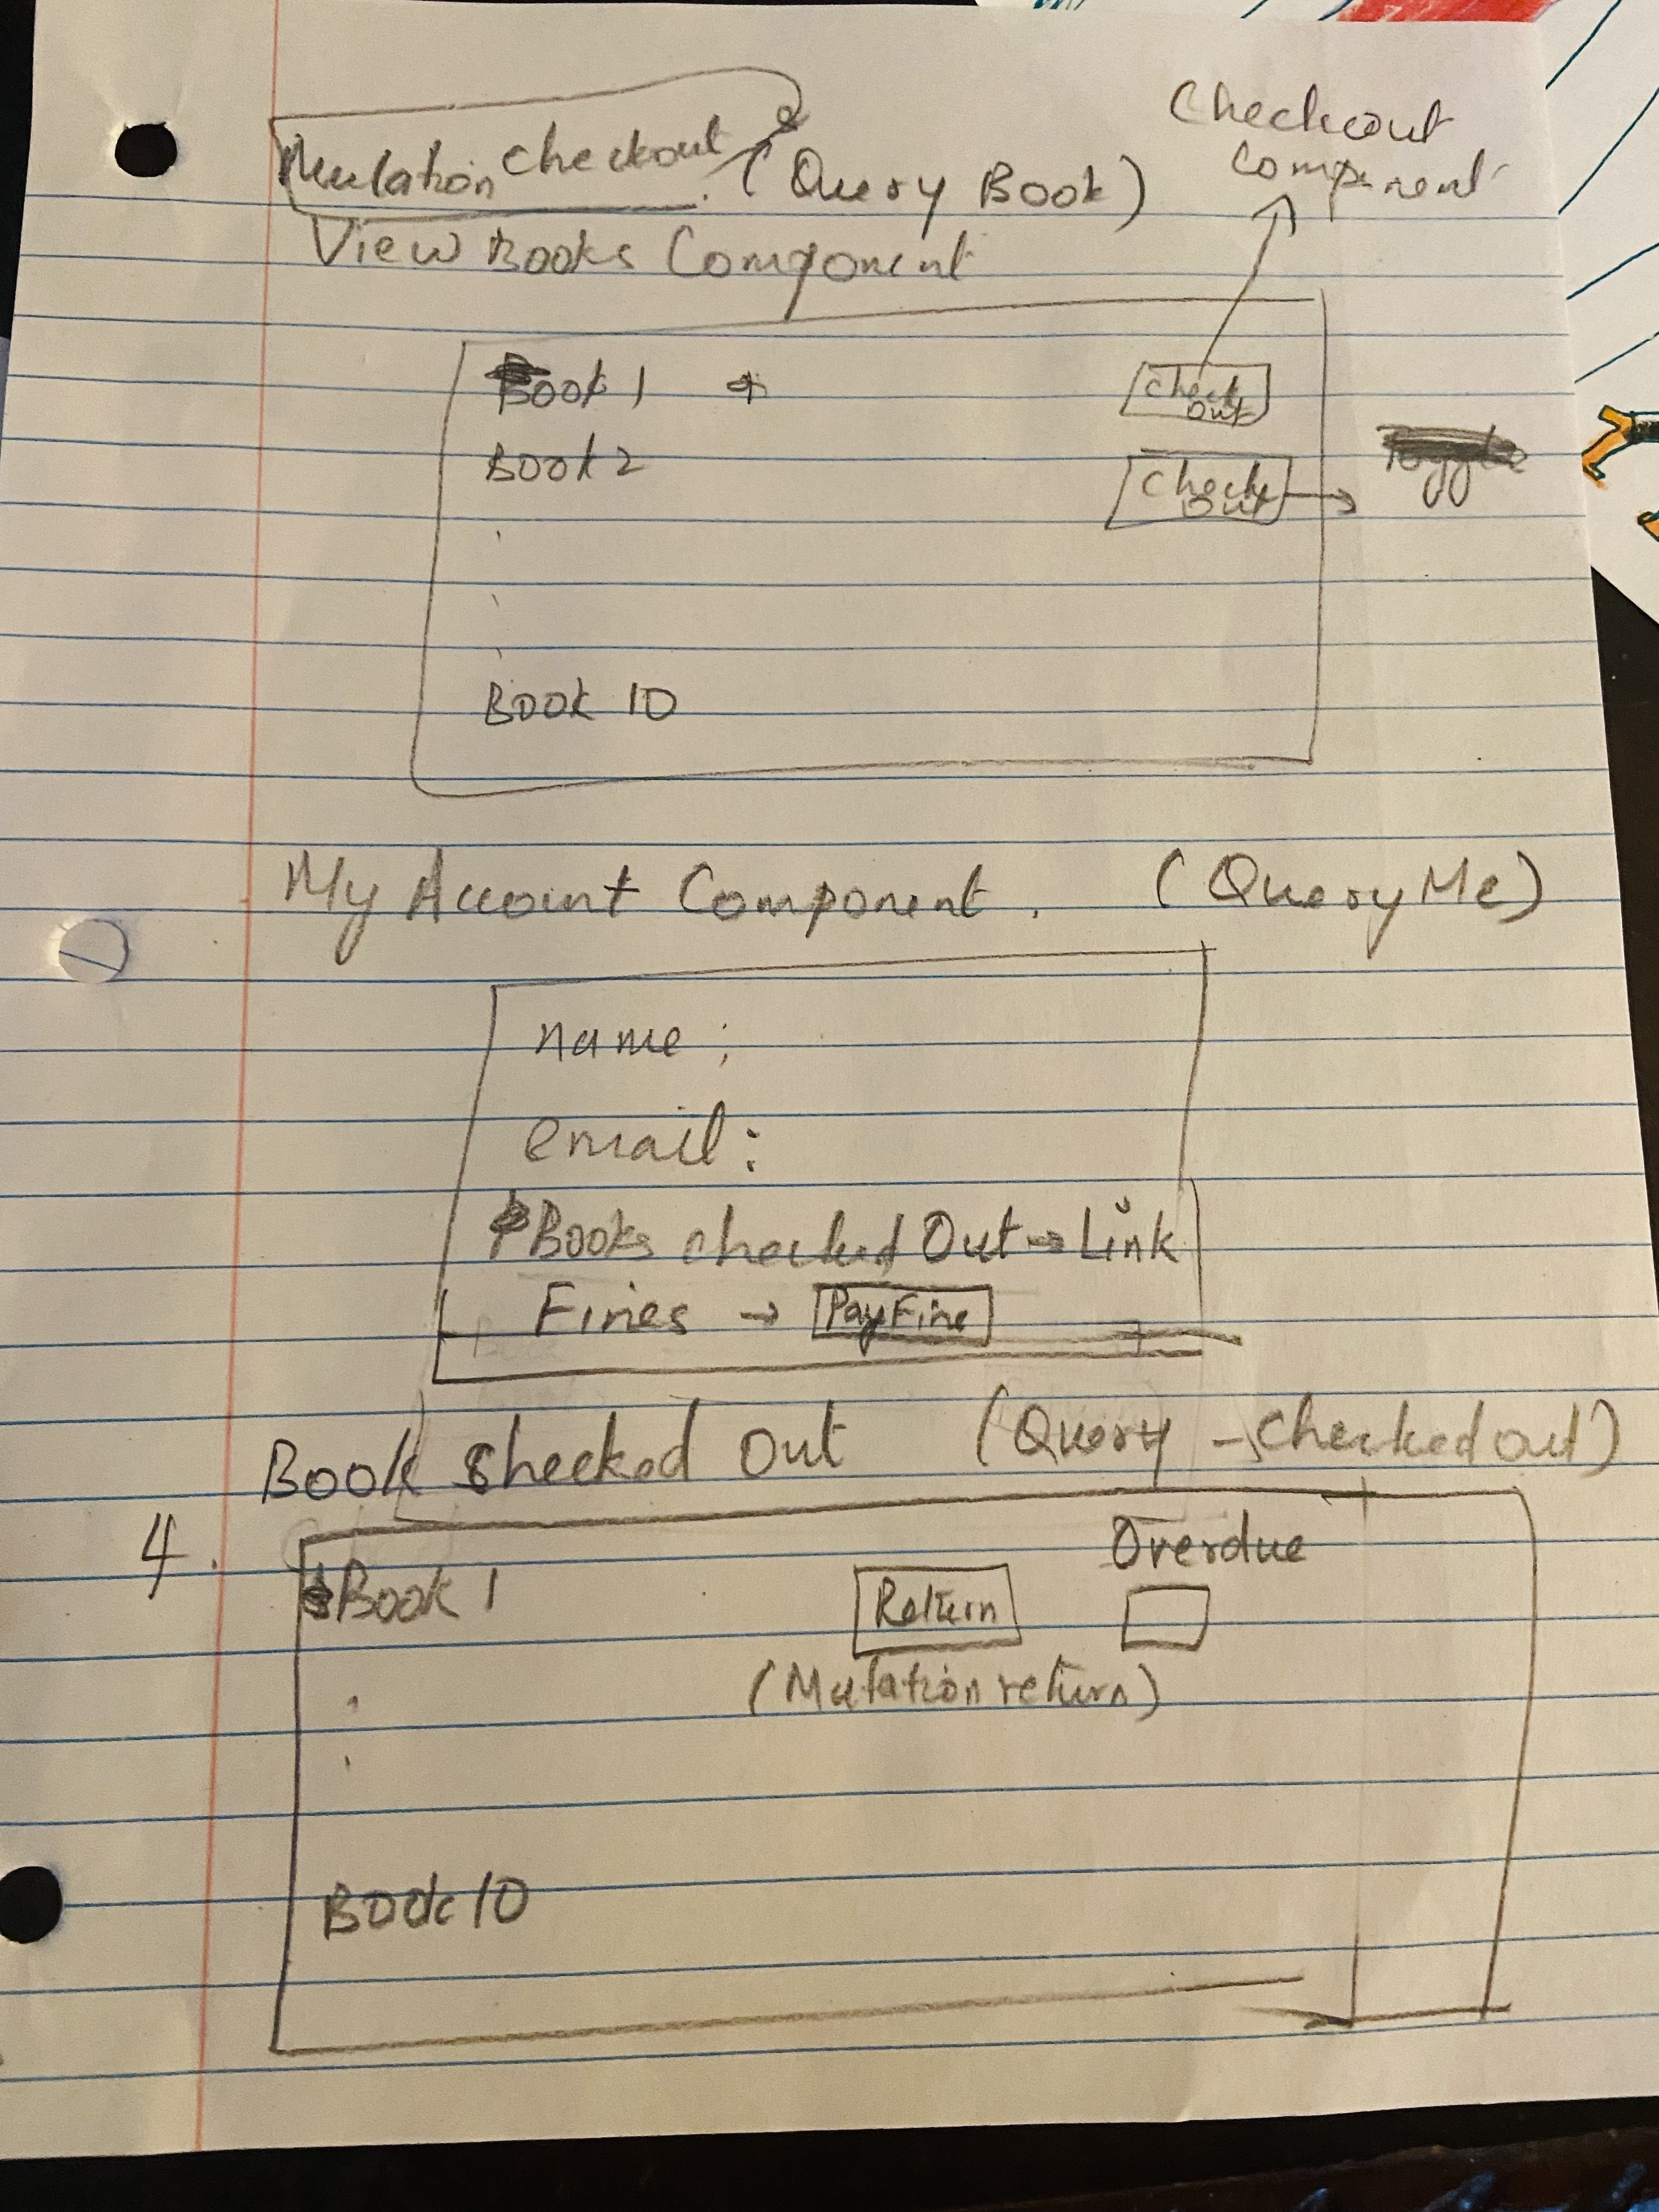 Mutation checkout (Query Book)
Checkout
Component
View Books Component
Book 1
Check
out
Book 2
Check
out
Book 10
My Account Component. (Query Me)
name :
email :
Books checked Out → Link
Fines → Pay Fine
Book Checked Out (Query - Checked out)
4.
Overdue
Book 1 Return
(Mutation return)
Book 10